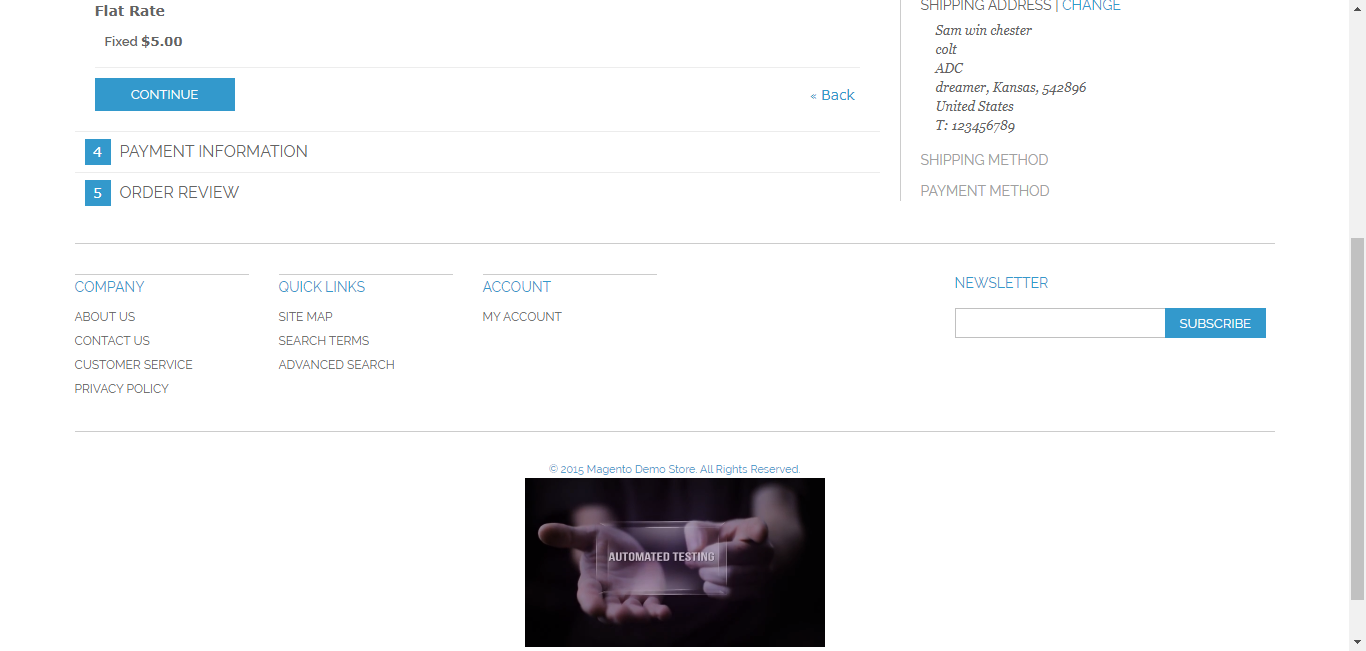 Flat Rate
Fixed $5.00
CONTINUE
« Back
4 PAYMENT INFORMATION
5 ORDER REVIEW
SHIPPING ADDRESS | CHANGE
Sam win chester
colt
ADC
dreamer, Kansas, 542896
United States
T: 123456789
SHIPPING METHOD
PAYMENT METHOD
COMPANY
ABOUT US
CONTACT US
CUSTOMER SERVICE
PRIVACY POLICY
QUICK LINKS
SITE MAP
SEARCH TERMS
ADVANCED SEARCH
ACCOUNT
MY ACCOUNT
NEWSLETTER
SUBSCRIBE
© 2015 Magento Demo Store. All Rights Reserved.
AUTOMATED TESTING